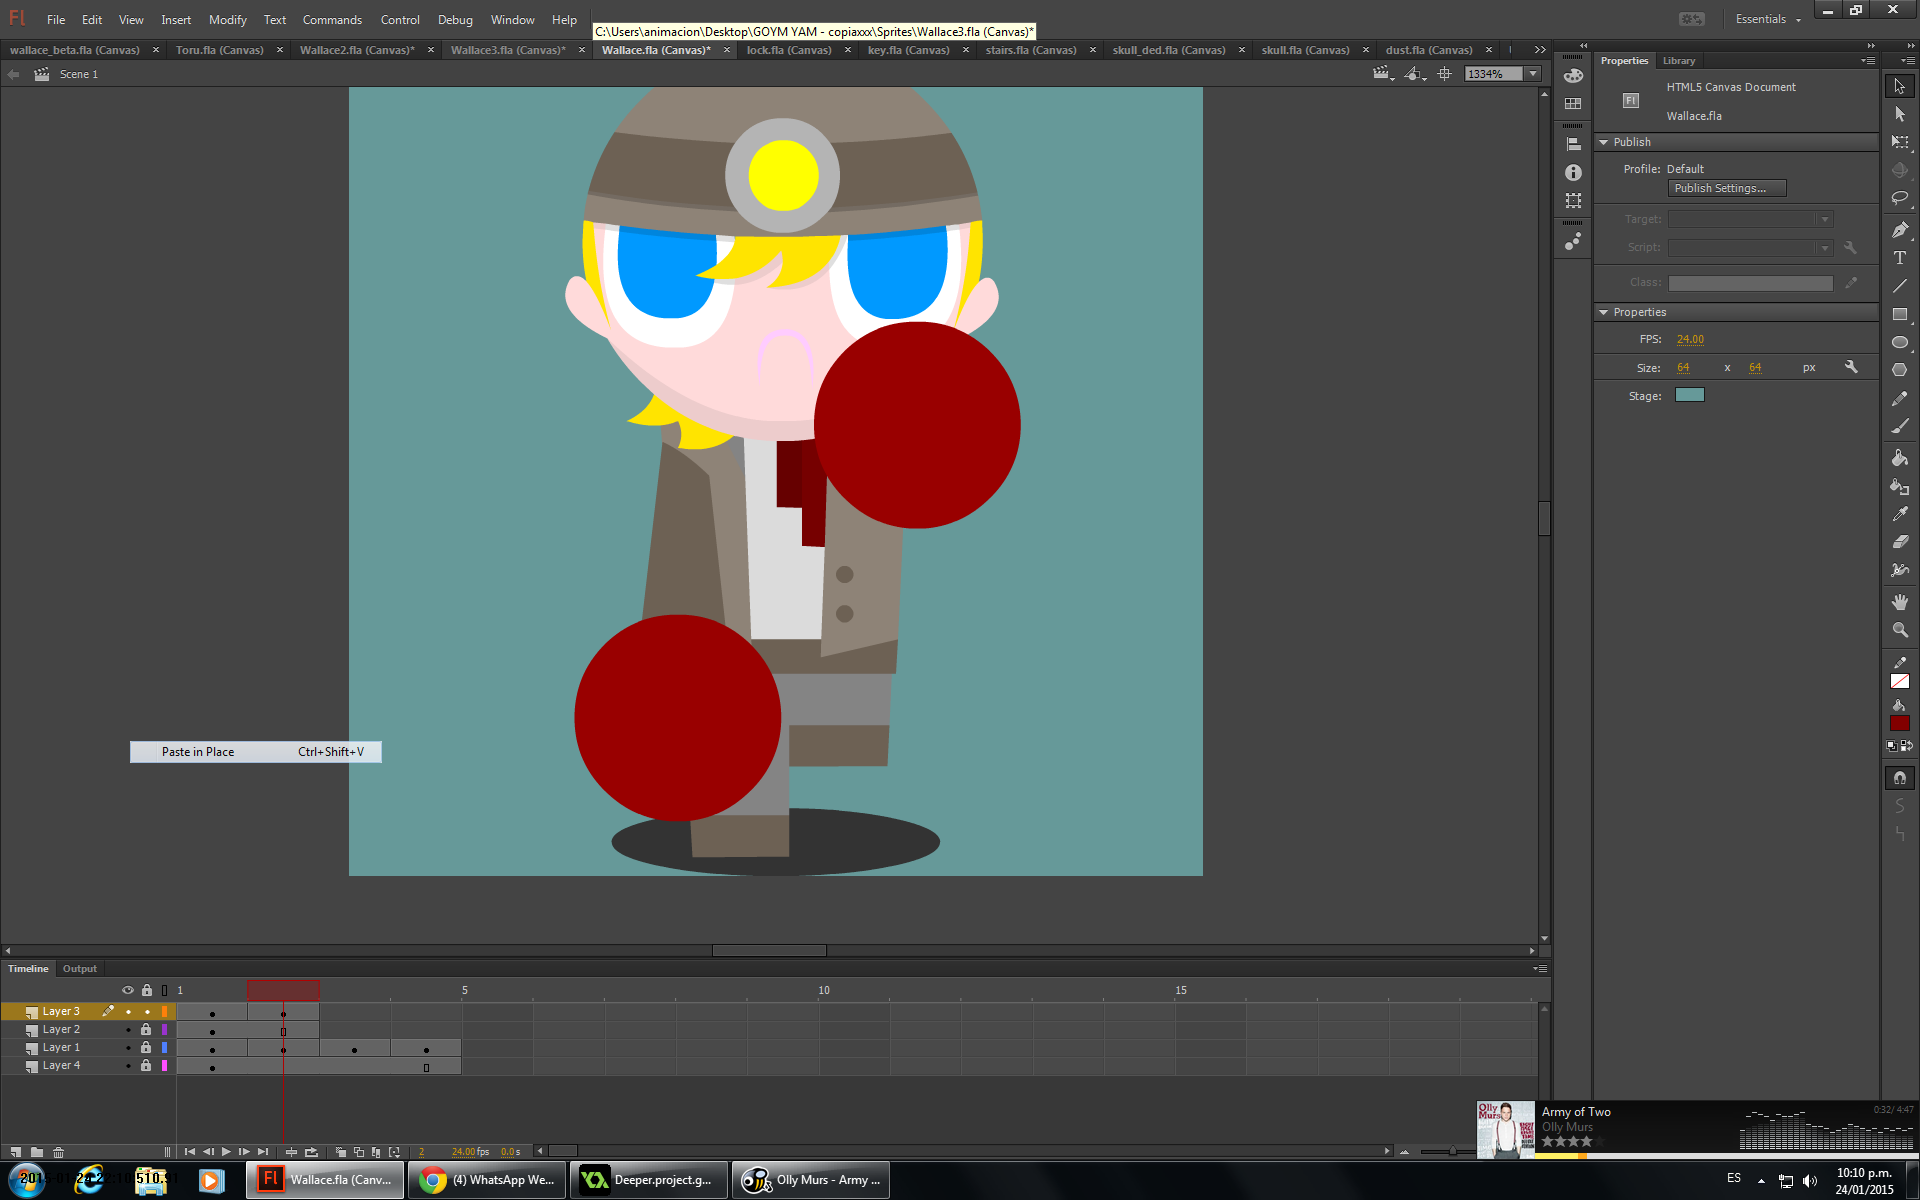 Fl File Edit View Insert Modify Text Commands Control Debug Window Help Essentials
C:\Users\animacion\Desktop\GOYM YAM - copiaxx\Sprites\Wallace3.fla (Canvas)*
wallace_beta.fla (Canvas) Toru.fla (Canvas) Wallace2.fla (Canvas)* Wallace3.fla (Canvas)* Wallace.fla (Canvas)* lock.fla (Canvas) key.fla (Canvas) stairs.fla (Canvas) skull_ded.fla (Canvas) skull.fla (Canvas) dust.fla (Canvas)
Scene 1
1334%
Properties Library
HTML5 Canvas Document
Fl
Wallace.fla
Publish
Profile: Default
Publish Settings...
Target:
Script:
Class:
Properties
FPS: 24.00
Size: 64 x 64 px
Stage:
Paste in Place Ctrl+Shift+V
Timeline Output
1 5 10 15
Layer 3
Layer 2
Layer 1
Layer 4
2 24.00 fps 0.0 s
Olly Murs
Army of Two
Olly Murs
0:32/ 4:47
Fl Wallace.fla (Canv...
(4) WhatsApp We...
Deeper.project.g...
Olly Murs - Army ...
ES
10:10 p.m.
24/01/2015